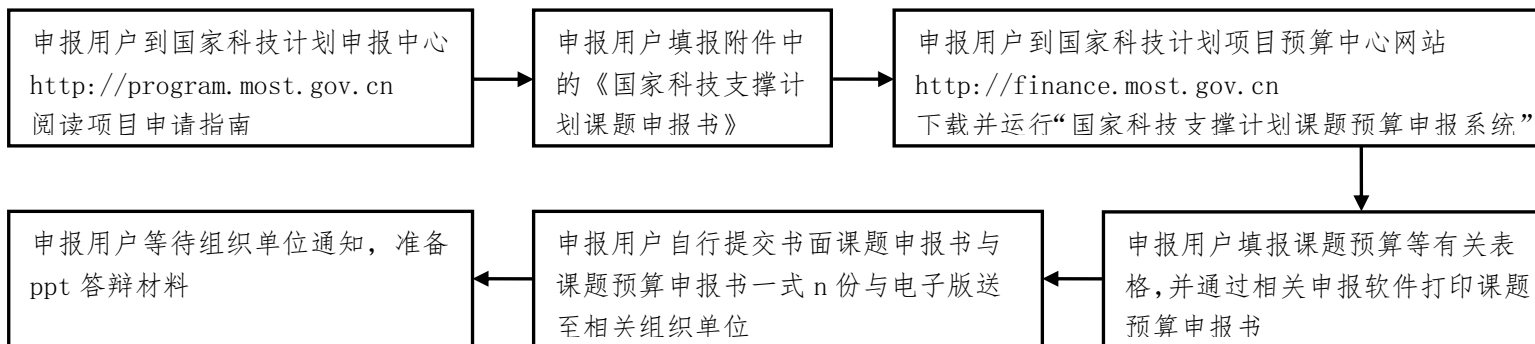 申报用户到国家科技计划申报中心
http://program.most.gov.cn
阅读项目申请指南
申报用户填报附件中
的《国家科技支撑计
划课题申报书》
申报用户到国家科技计划项目预算中心网站
http://finance.most.gov.cn
下载并运行“国家科技支撑计划课题预算申报系统”
申报用户填报课题预算等有关表
格,并通过相关申报软件打印课题
预算申报书
申报用户自行提交书面课题申报书与
课题预算申报书一式 n 份与电子版送
至相关组织单位
申报用户等待组织单位通知，准备
ppt 答辩材料